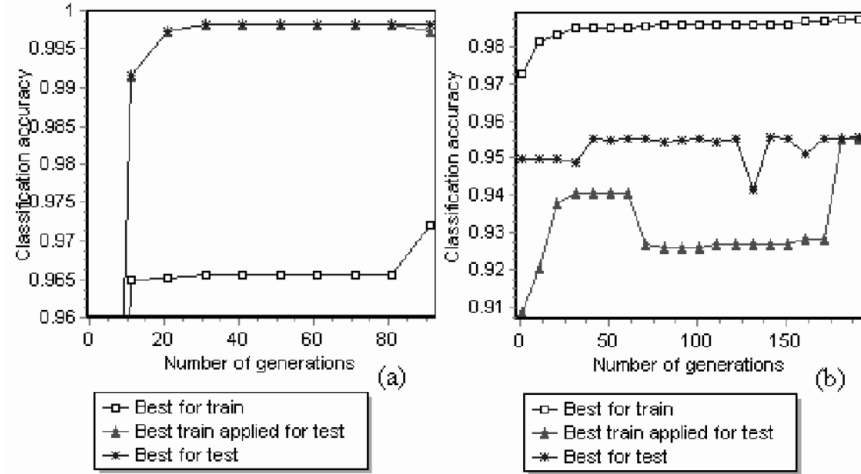 1
0.995
0.99
0.985
0.98
0.975
0.97
0.965
0.96
Classification accuracy
0 20 40 60 80
Number of generations
(a)
Best for train
Best train applied for test
Best for test
0.98
0.97
0.96
0.95
0.94
0.93
0.92
0.91
Classification accuracy
0 50 100 150
Number of generations
(b)
Best for train
Best train applied for test
Best for test